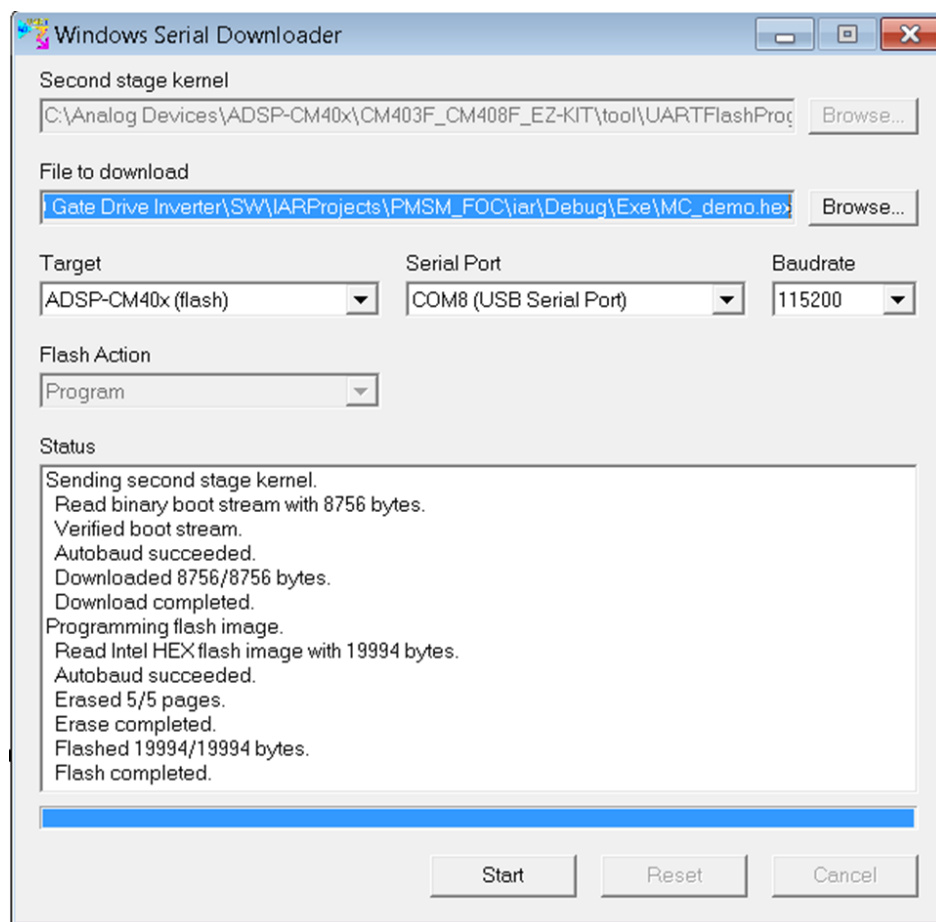 Windows Serial Downloader
Second stage kernel
C:\Analog Devices\ADSP-CM40x\CM403F_CM408F_EZ-KIT\tool\UARTFlashProg
Browse...
File to download
Gate Drive Inverter\SW\IARProjects\PMSM_FOC\iar\Debug\Exe\MC_demo.hex
Browse...
Target
Serial Port
Baudrate
ADSP-CM40x (flash)
COM8 (USB Serial Port)
115200
Flash Action
Program
Status
Sending second stage kernel.
Read binary boot stream with 8756 bytes.
Verified boot stream.
Autobaud succeeded.
Downloaded 8756/8756 bytes.
Download completed.
Programming flash image.
Read Intel HEX flash image with 19994 bytes.
Autobaud succeeded.
Erased 5/5 pages.
Erase completed.
Flashed 19994/19994 bytes.
Flash completed.
Start
Reset
Cancel